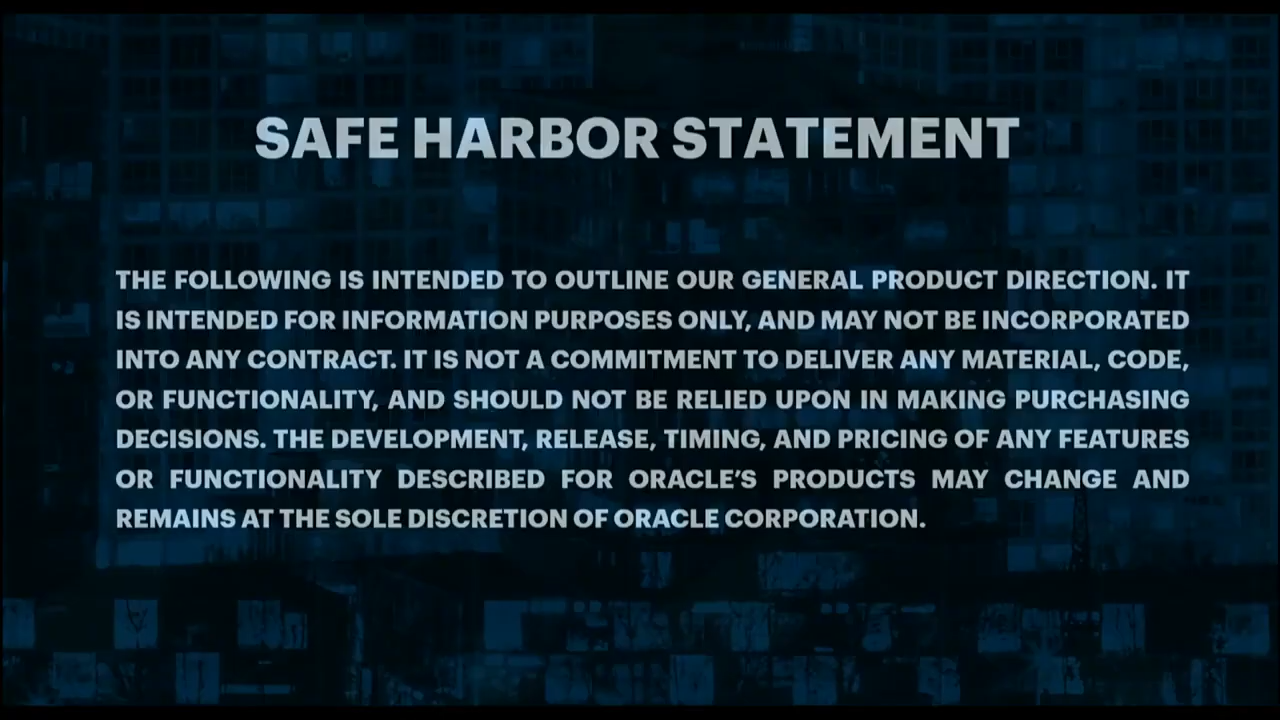 SAFE HARBOR STATEMENT
THE FOLLOWING IS INTENDED TO OUTLINE OUR GENERAL PRODUCT DIRECTION. IT
IS INTENDED FOR INFORMATION PURPOSES ONLY, AND MAY NOT BE INCORPORATED
INTO ANY CONTRACT. IT IS NOT A COMMITMENT TO DELIVER ANY MATERIAL, CODE,
OR FUNCTIONALITY, AND SHOULD NOT BE RELIED UPON IN MAKING PURCHASING
DECISIONS. THE DEVELOPMENT, RELEASE, TIMING, AND PRICING OF ANY FEATURES
OR FUNCTIONALITY DESCRIBED FOR ORACLE’S PRODUCTS MAY CHANGE AND
REMAINS AT THE SOLE DISCRETION OF ORACLE CORPORATION.